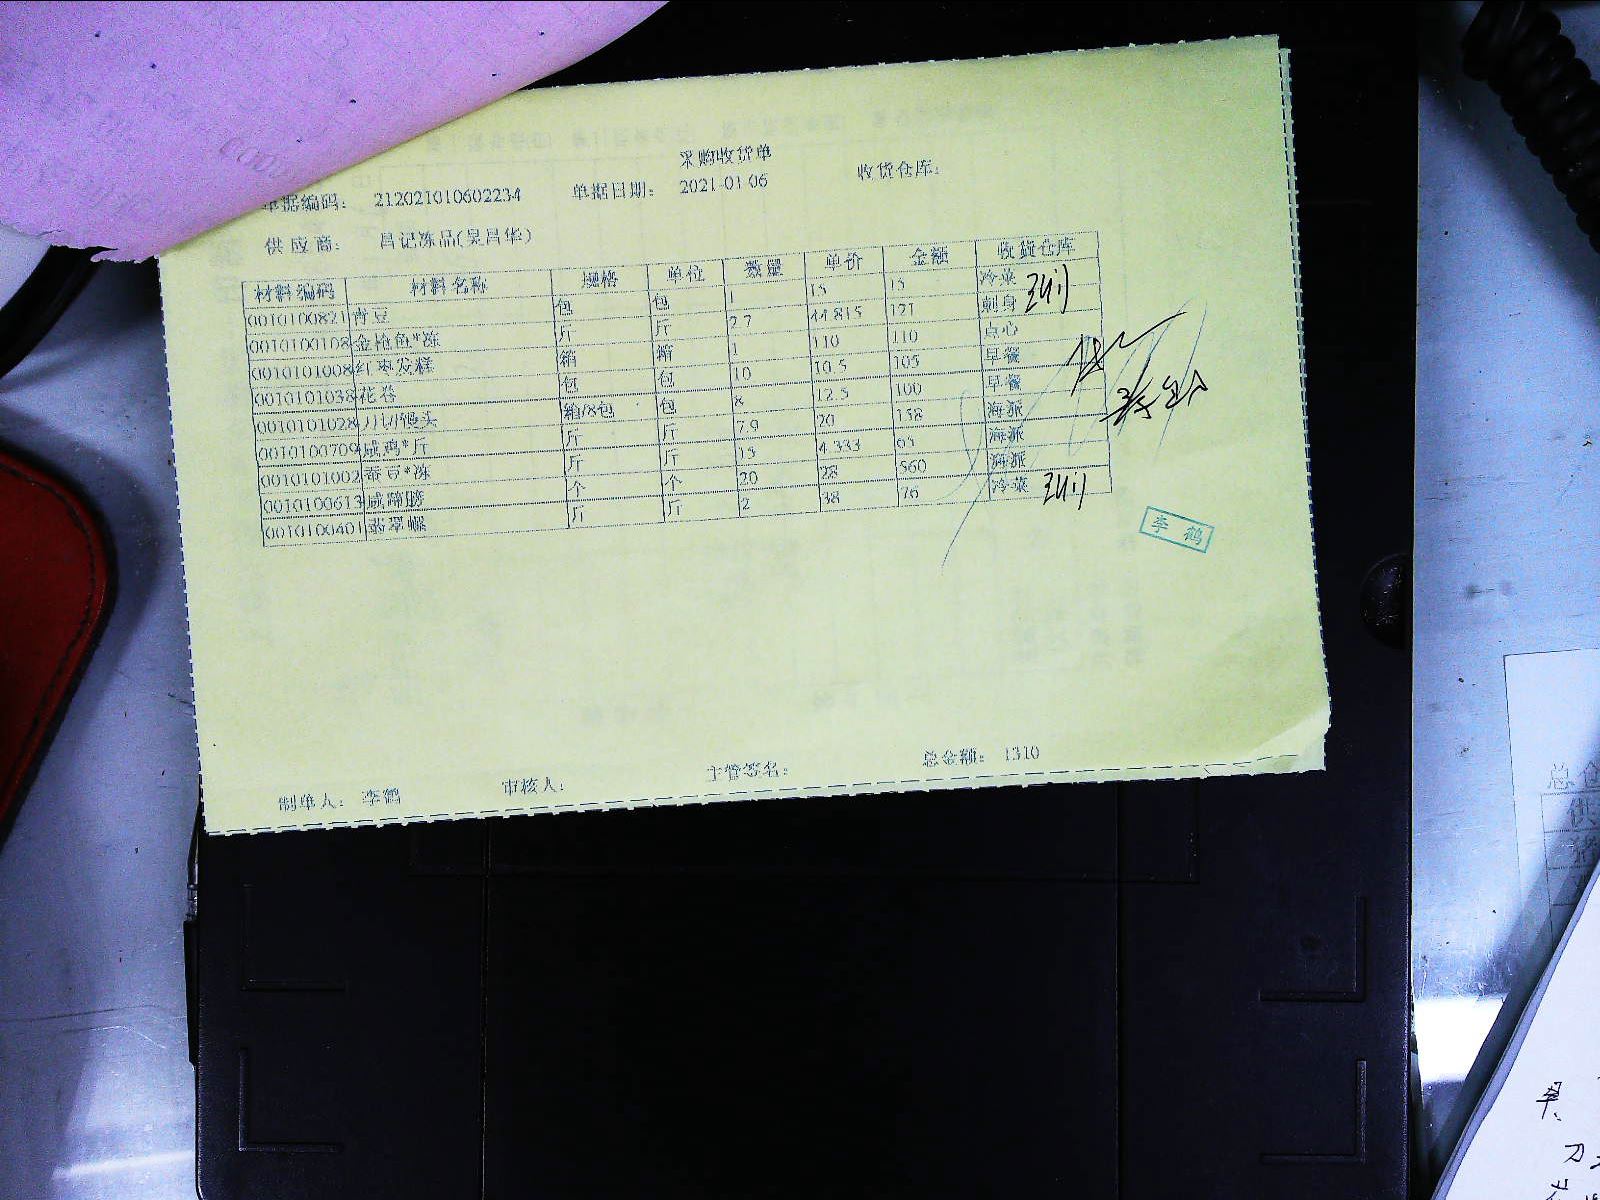 采购收货单
单据编码： 212021010602234 单据日期： 2021-01-06 收货仓库：
供应商： 昌记冻品(吴昌华)
材料编码 材料名称 规格 单位 数量 单价 金额 收货仓库
0010100821 青豆 包 包 1 15 15 冷菜
0010100108 金枪鱼*冻 斤 斤 2.7 44.815 121 刺身
0010101008 红枣发糕 箱 箱 1 110 110 点心
0010101038 花卷 包 包 10 10.5 105 早餐
0010101028 刀切馒头 箱/8包 包 8 12.5 100 早餐
0010100709 咸鸡*斤 斤 斤 7.9 20 158 海派
0010101002 蚕豆*冻 斤 斤 15 4.333 65 海派
0010100613 咸蹄膀 个 个 20 28 560 海派
0010100401 翡翠螺 斤 斤 2 38 76 冷菜
李鹤
制单人： 李鹤 审核人： 主管签名： 总金额： 1310